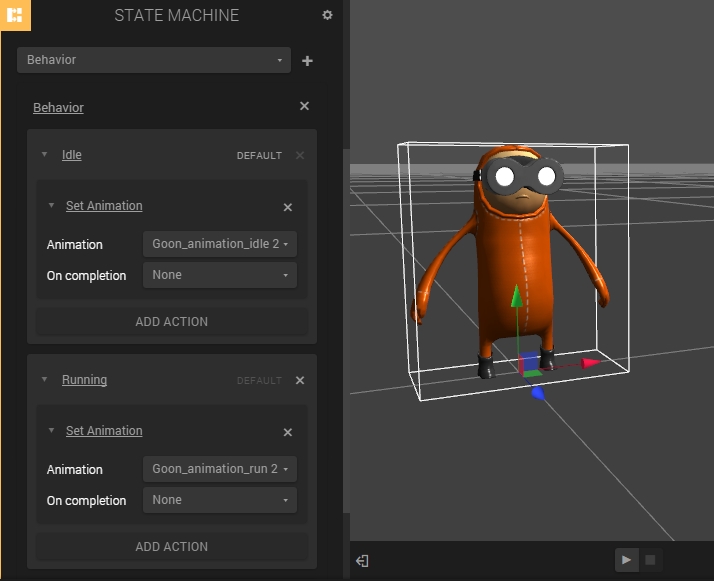 STATE MACHINE
Behavior
Behavior
Idle DEFAULT
Set Animation
Animation Goon_animation_idle 2
On completion None
ADD ACTION
Running DEFAULT
Set Animation
Animation Goon_animation_run 2
On completion None
ADD ACTION